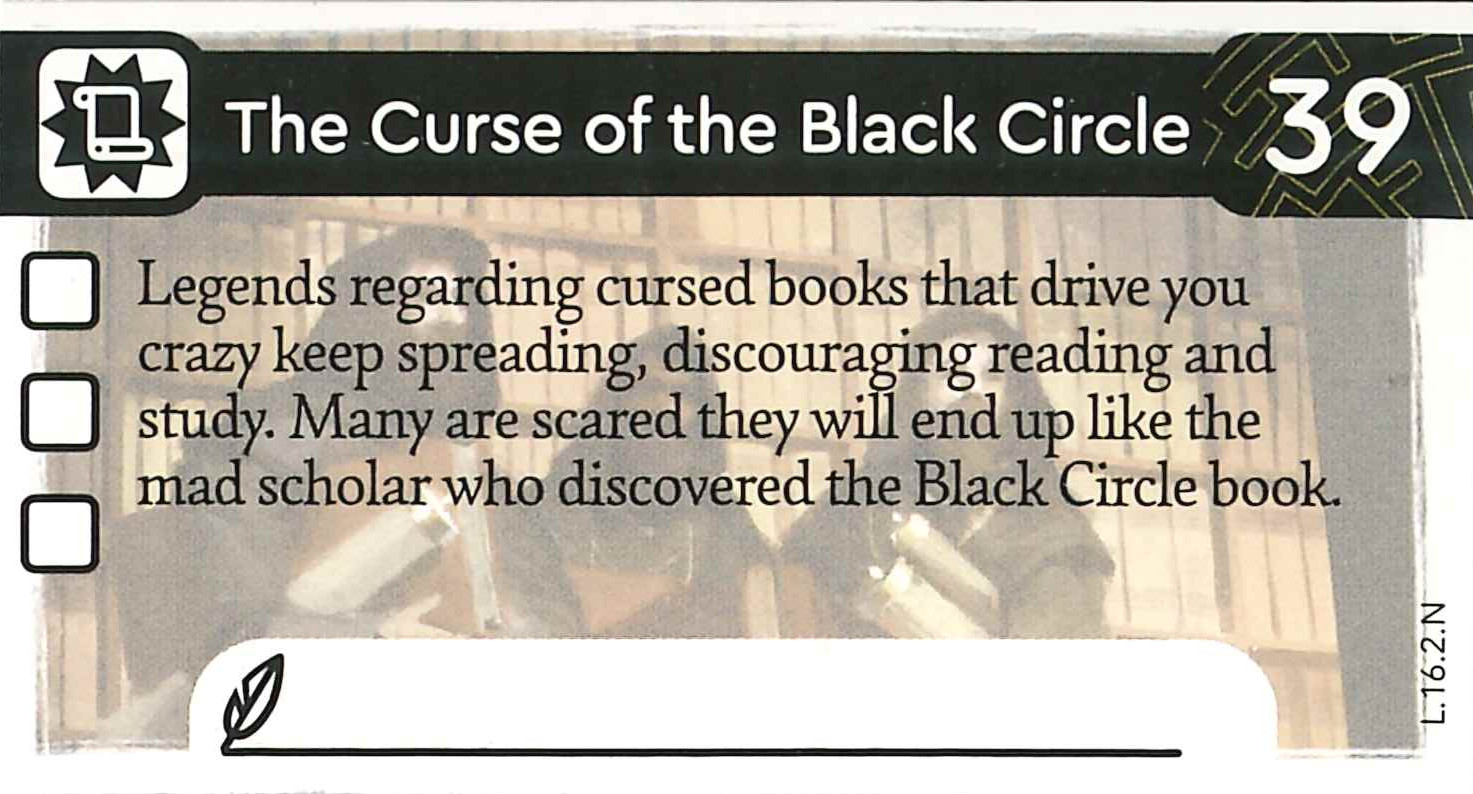 The Curse of the Black Circle
39
Legends regarding cursed books that drive you
crazy keep spreading, discouraging reading and
study. Many are scared they will end up like the
mad scholar who discovered the Black Circle book.
L.16.2.N